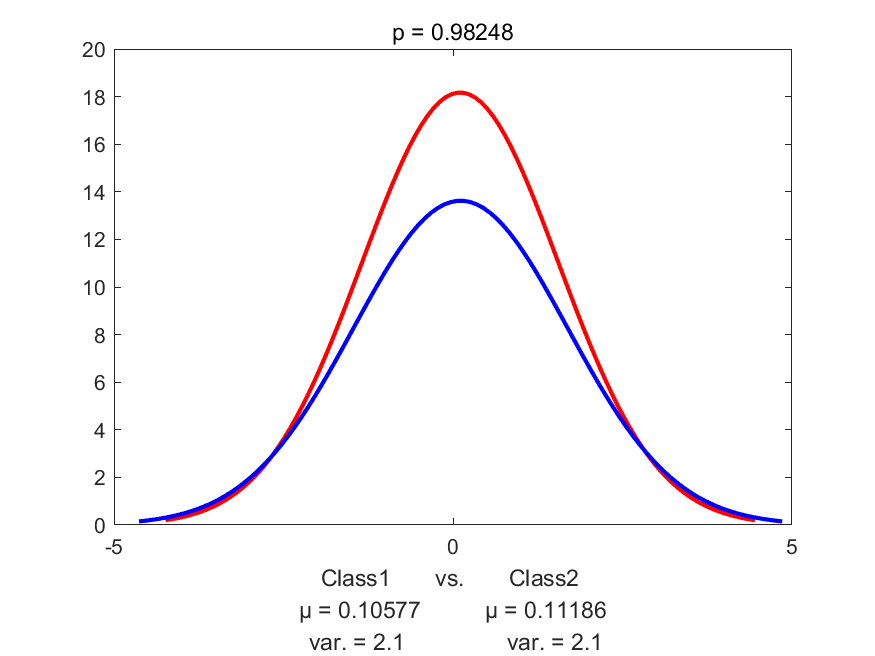 p = 0.98248
20
18
16
14
12
10
8
6
4
2
0
-5 0 5
Class1 vs. Class2
μ = 0.10577 μ = 0.11186
var. = 2.1 var. = 2.1